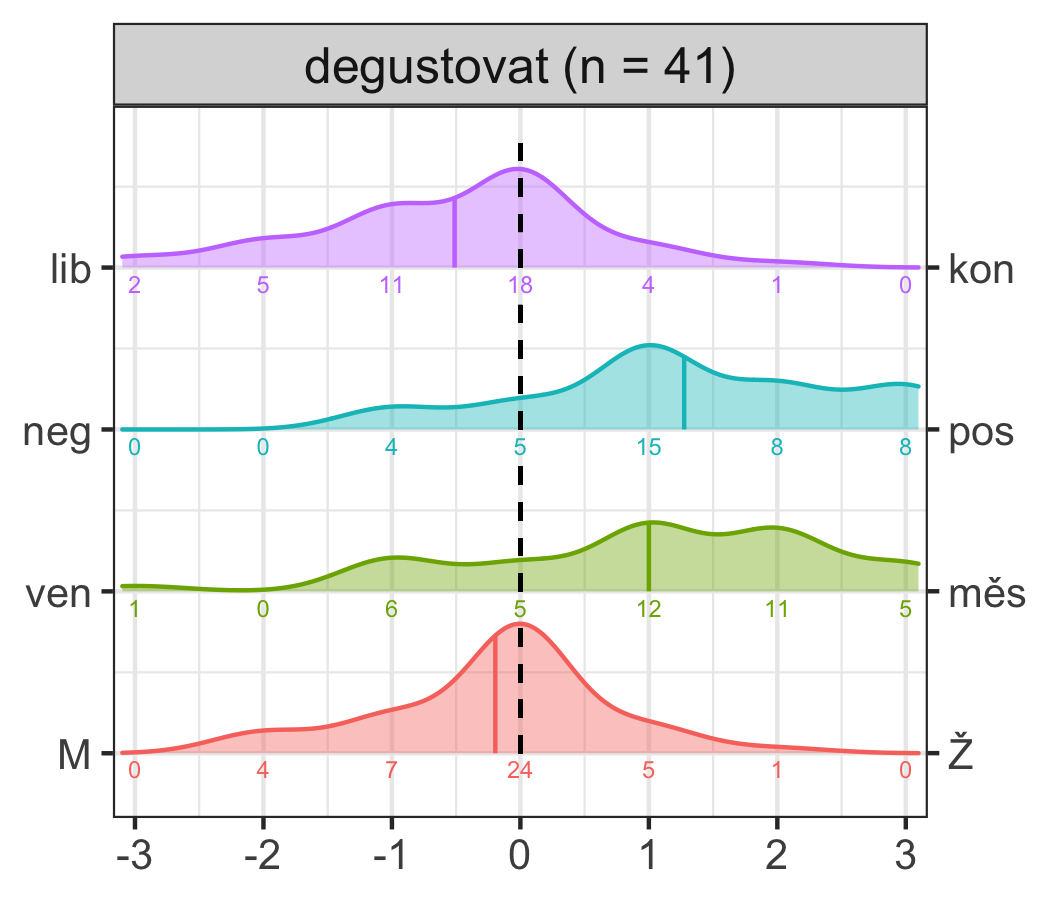 degustovat (n = 41)
lib kon
2 5 11 18 4 1 0
neg pos
0 0 4 5 15 8 8
ven měs
1 0 6 5 12 11 5
M Ž
0 4 7 24 5 1 0
-3 -2 -1 0 1 2 3